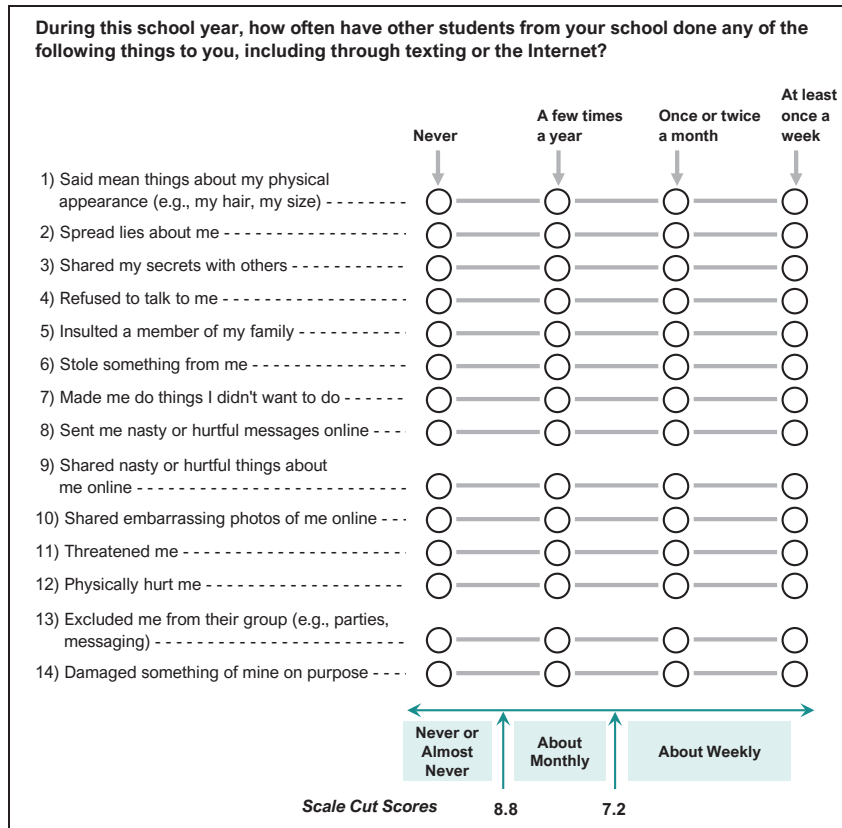 During this school year, how often have other students from your school done any of the
following things to you, including through texting or the Internet?
Never
A few times
a year
Once or twice
a month
At least
once a
week
1) Said mean things about my physical
appearance (e.g., my hair, my size) - - - - - - - -
2) Spread lies about me - - - - - - - - - - - - - - - - - -
3) Shared my secrets with others - - - - - - - - - - - -
4) Refused to talk to me - - - - - - - - - - - - - - - - - -
5) Insulted a member of my family - - - - - - - - - - -
6) Stole something from me - - - - - - - - - - - - - - - -
7) Made me do things I didn't want to do - - - - - - -
8) Sent me nasty or hurtful messages online - - - -
9) Shared nasty or hurtful things about
me online - - - - - - - - - - - - - - - - - - - - - - - - - - -
10) Shared embarrassing photos of me online - - -
11) Threatened me - - - - - - - - - - - - - - - - - - - - - -
12) Physically hurt me - - - - - - - - - - - - - - - - - - - -
13) Excluded me from their group (e.g., parties,
messaging) - - - - - - - - - - - - - - - - - - - - - - - - -
14) Damaged something of mine on purpose - - - -
Never or
Almost
Never
About
Monthly
About Weekly
Scale Cut Scores 8.8 7.2